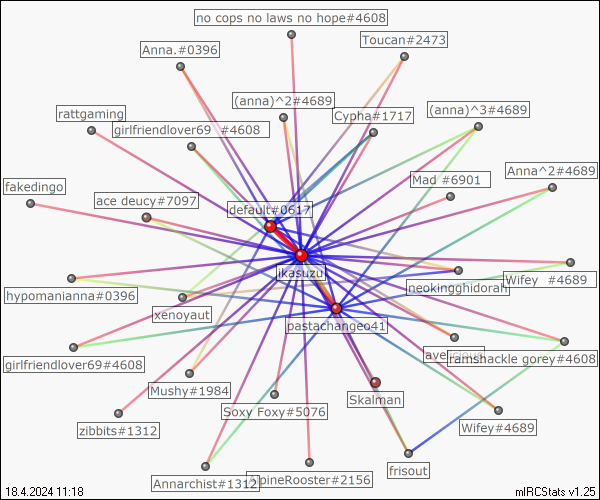 no cops no laws no hope#4608
Toucan#2473
Anna.#0396
(anna)^2#4689
(anna)^3#4689
rattgaming
Cypha#1717
girlfriendlover69 #4608
Anna^2#4689
Mad #6901
fakedingo
ace deucy#7097
default#0617
ikasuzu
Wifey #4689
neokingghidorah
hypomanianna#0396
xenoyaut
pastachangeo41
ramshackle gorey#4608
girlfriendlover69#4608
Mushy#1984
Skalman
Soxy Foxy#5076
Wifey#4689
zibbits#1312
frisout
Annarchist#1312
pineRooster#2156
18.4.2024 11:18
mIRCStats v1.25